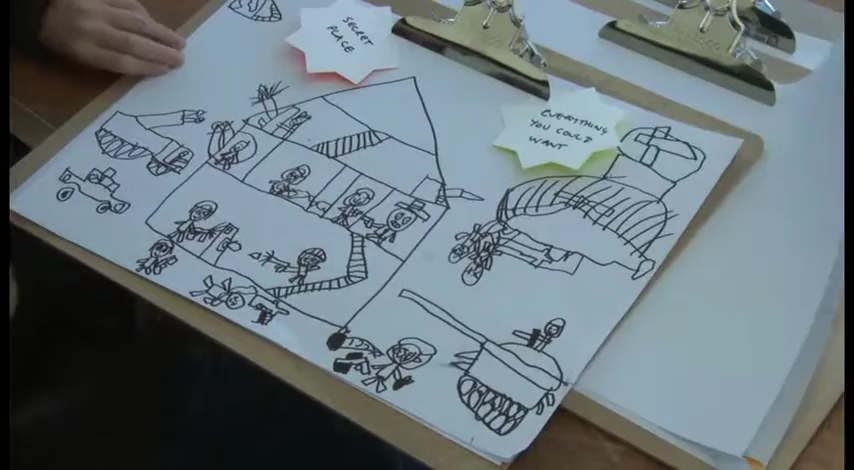 SECRET
PLACE
EVERYTHING
YOU COULD
WANT